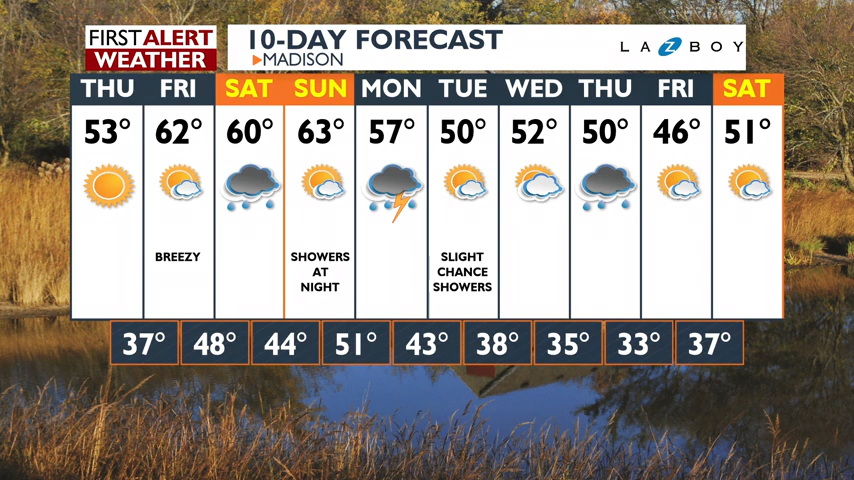 FIRST ALERT
WEATHER
10-DAY FORECAST
MADISON
LA Z BOY
THU FRI SAT SUN MON TUE WED THU FRI SAT
53° 62° 60° 63° 57° 50° 52° 50° 46° 51°
BREEZY
SHOWERS
AT
NIGHT
SLIGHT
CHANCE
SHOWERS
37° 48° 44° 51° 43° 38° 35° 33° 37°